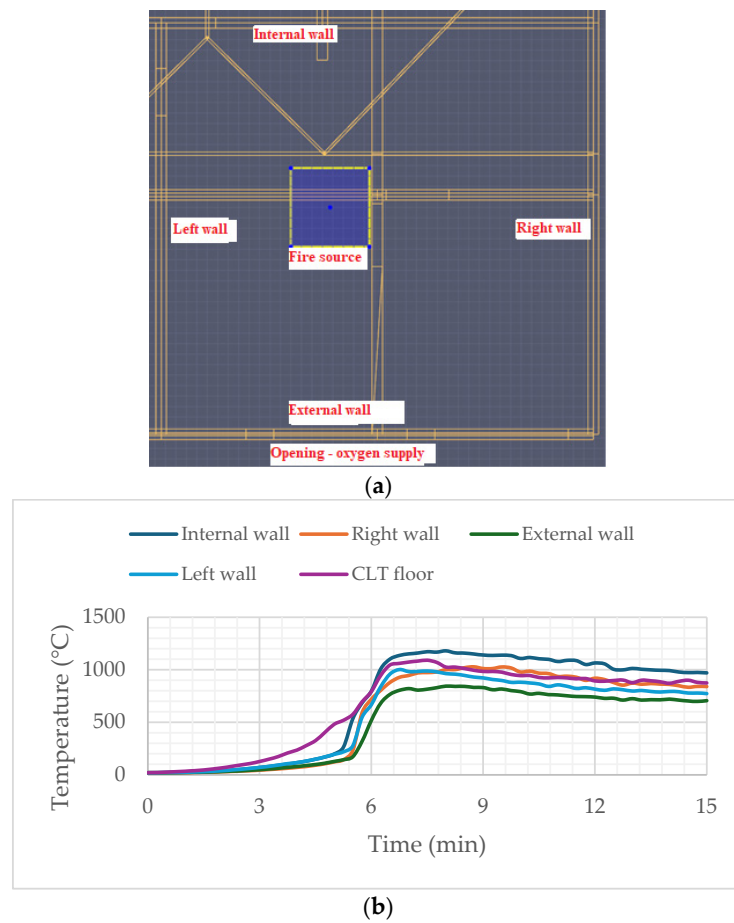 Internal wall
Left wall
Right wall
Fire source
External wall
Opening - oxygen supply
(a)
Internal wall Right wall External wall
Left wall CLT floor
1500
1000
500
0
Temperature (°C)
0 3 6 9 12 15
Time (min)
(b)